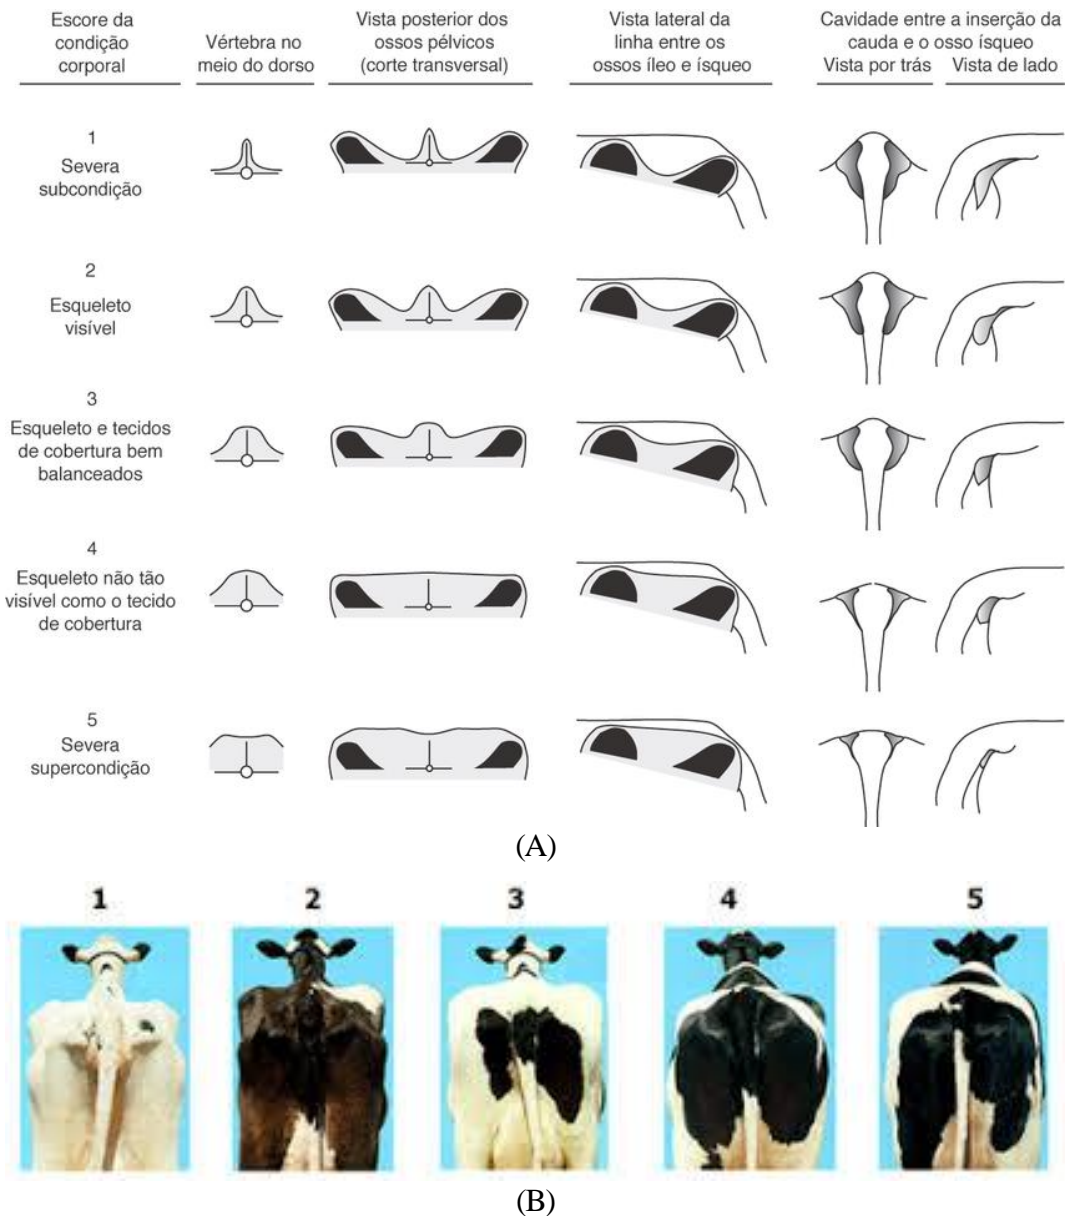 Escore da
condição
corporal
Vértebra no
meio do dorso
Vista posterior dos
ossos pélvicos
(corte transversal)
Vista lateral da
linha entre os
ossos íleo e ísqueo
Cavidade entre a inserção da
cauda e o osso ísqueo
Vista por trás
Vista de lado
1
Severa
subcondição
2
Esqueleto
visível
3
Esqueleto e tecidos
de cobertura bem
balanceados
4
Esqueleto não tão
visível como o tecido
de cobertura
5
Severa
supercondição
(A)
1 2 3 4 5
(B)